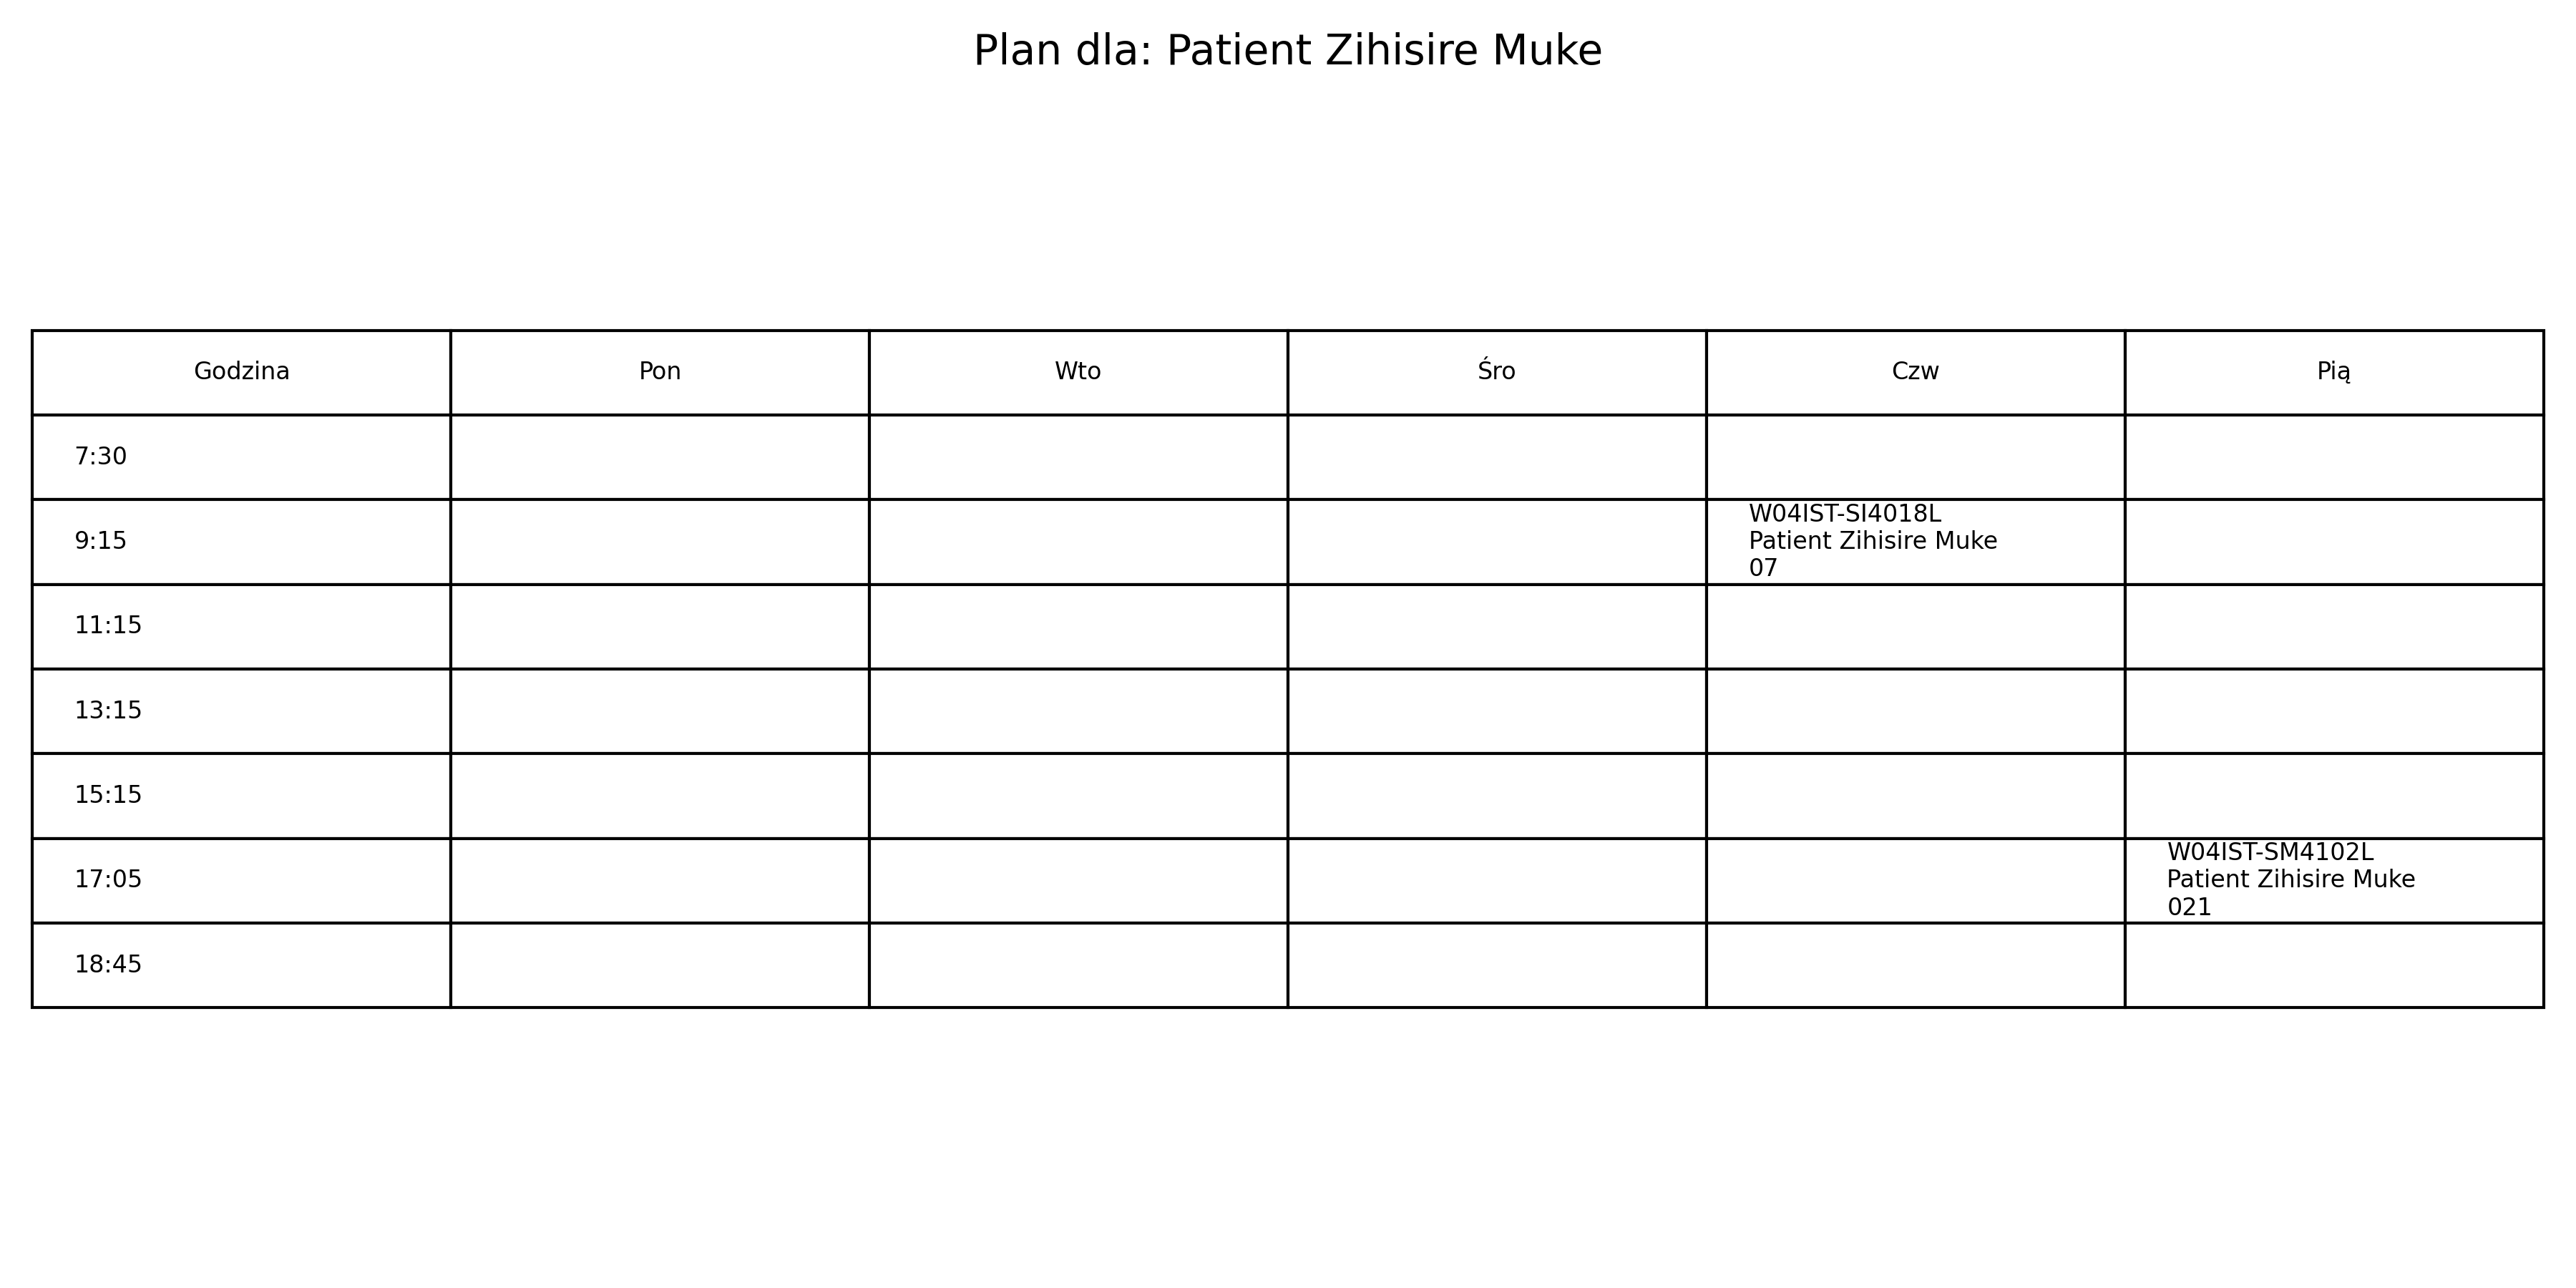 Plan dla: Patient Zihisire Muke
Godzina Pon Wto Śro Czw Pią
7:30
9:15
W04IST-SI4018L
Patient Zihisire Muke
07
11:15
13:15
15:15
17:05
W04IST-SM4102L
Patient Zihisire Muke
021
18:45